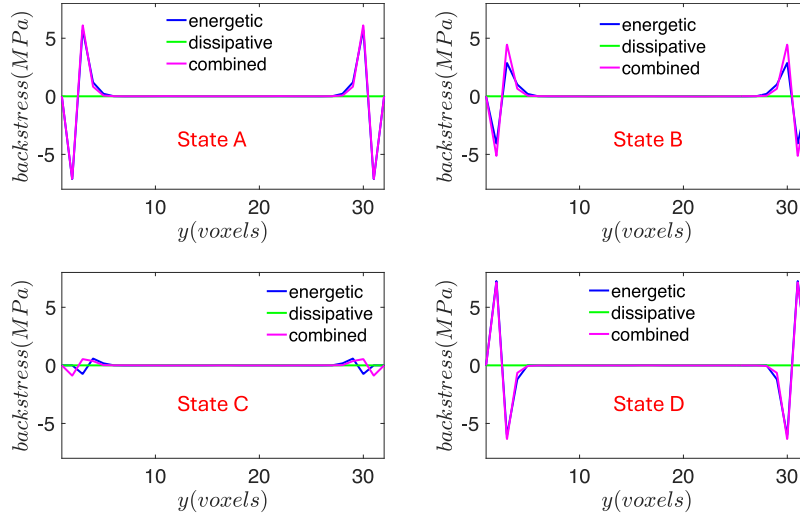 energetic
dissipative
combined
5
0
-5
backstress(MPa)
State A
10
20
30
y(voxels)
energetic
dissipative
combined
5
0
-5
backstress(MPa)
State B
10
20
30
y(voxels)
energetic
dissipative
combined
5
0
-5
backstress(MPa)
State C
10
20
30
y(voxels)
energetic
dissipative
combined
5
0
-5
backstress(MPa)
State D
10
20
30
y(voxels)